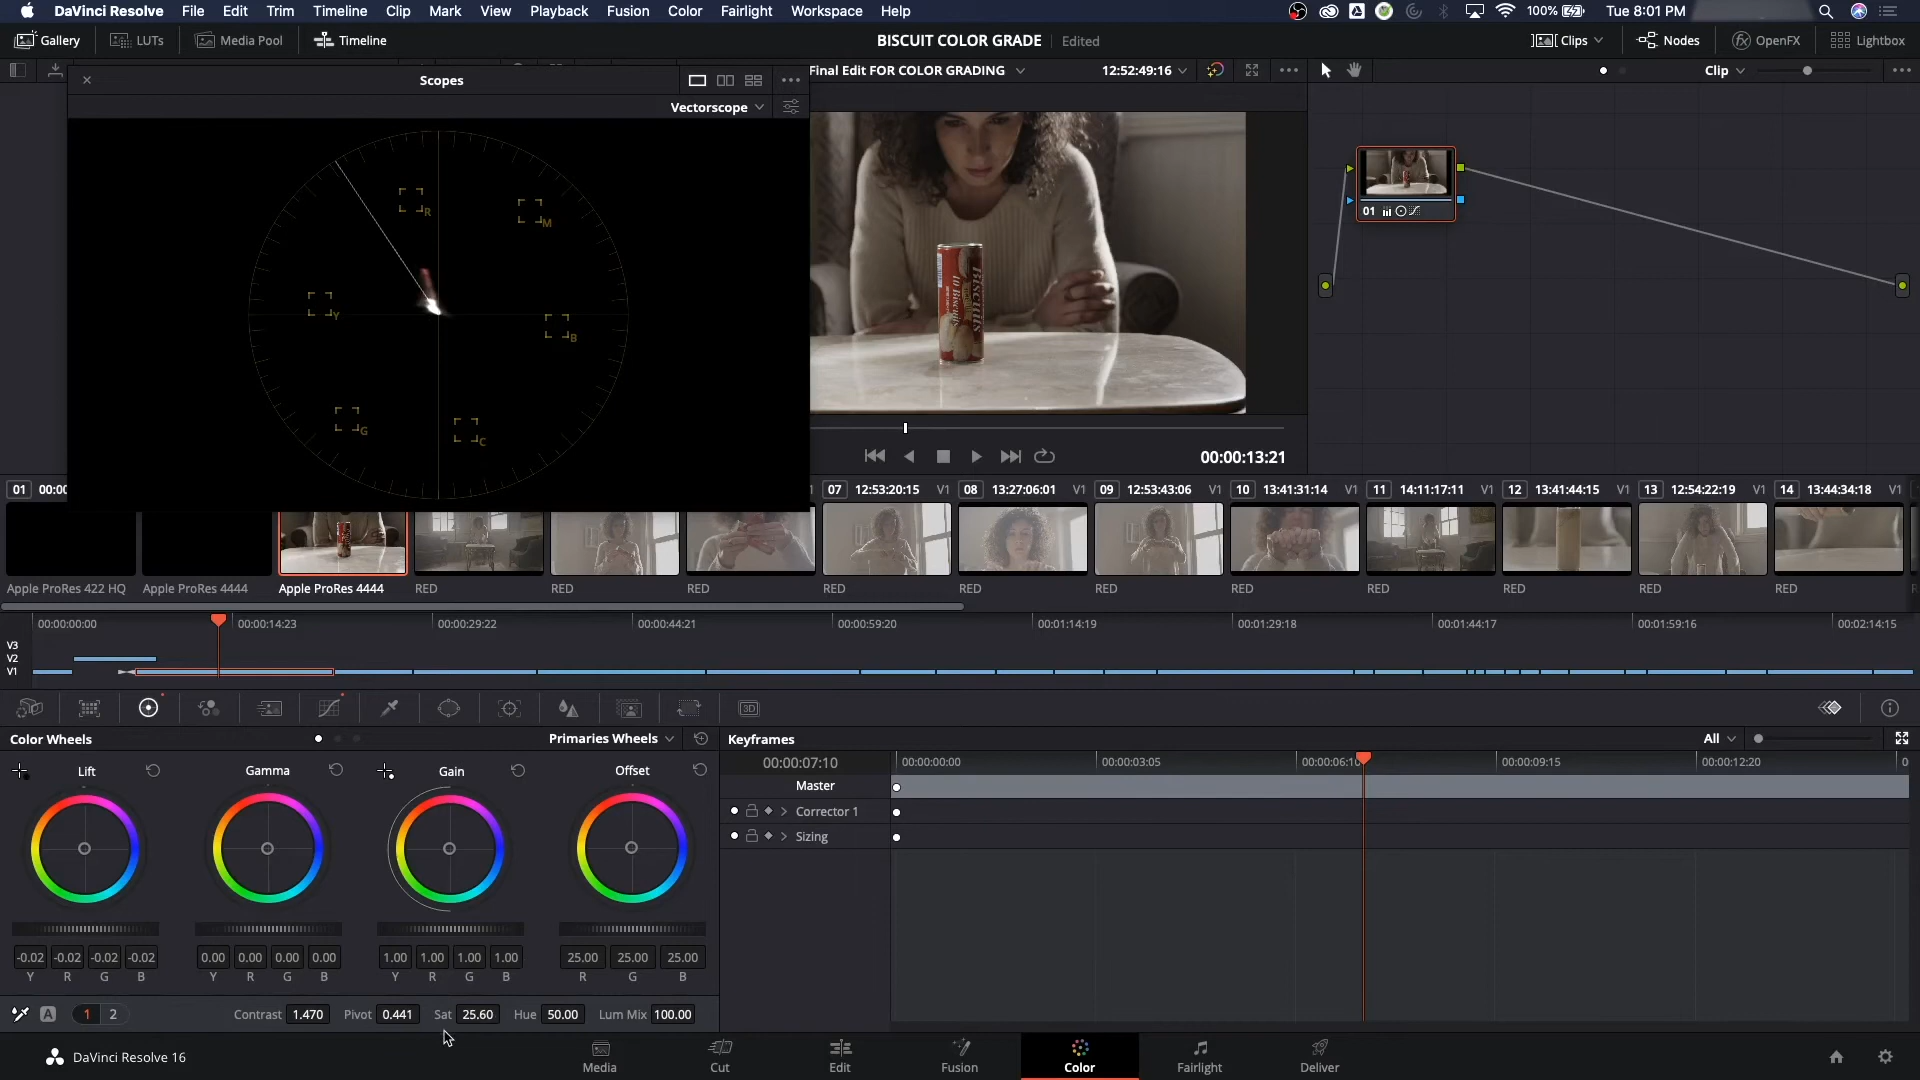 DaVinci Resolve File Edit Trim Timeline Clip Mark View Playback Fusion Color Fairlight Workspace Help 100% Tue 8:01 PM
Gallery LUTs Media Pool Timeline BISCUIT COLOR GRADE Edited Clips Nodes OpenFX Lightbox
Scopes Final Edit FOR COLOR GRADING 12:52:49:16 Clip
Vectorscope
R
M
Y
B
G
C
Biscuits
10 Biscuits
01
00:00:13:21
01 00:00 07 12:53:20:15 V1 08 13:27:06:01 V1 09 12:53:43:06 V1 10 13:41:31:14 V1 11 14:11:17:11 V1 12 13:41:44:15 V1 13 12:54:22:19 V1 14 13:44:34:18 V1
Apple ProRes 422 HQ Apple ProRes 4444 Apple ProRes 4444 RED RED RED RED RED RED RED RED RED RED RED
00:00:00:00 00:00:14:23 00:00:29:22 00:00:44:21 00:00:59:20 00:01:14:19 00:01:29:18 00:01:44:17 00:01:59:16 00:02:14:15
V3
V2
V1
3D
Color Wheels Primaries Wheels Keyframes All
Lift Gamma Gain Offset 00:00:07:10 00:00:00:00 00:00:03:05 00:00:06:10 00:00:09:15 00:00:12:20 0
Master
Corrector 1
Sizing
-0.02 -0.02 -0.02 -0.02 0.00 0.00 0.00 0.00 1.00 1.00 1.00 1.00 25.00 25.00 25.00
Y R G B Y R G B Y R G B R G B
A 1 2 Contrast 1.470 Pivot 0.441 Sat 25.60 Hue 50.00 Lum Mix 100.00
DaVinci Resolve 16 Media Cut Edit Fusion Color Fairlight Deliver